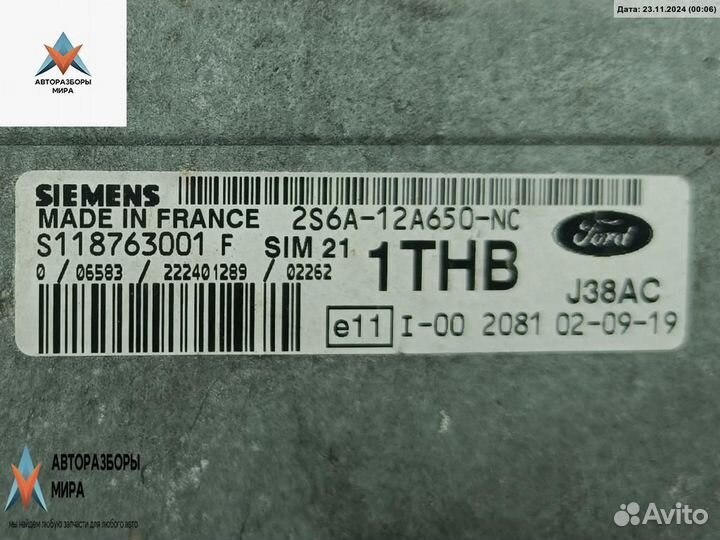 Дата: 23.11.2024 (00:06)
АВТОРАЗБОРЫ
МИРА
SIEMENS
MADE IN FRANCE 2S6A-12A650-NC
S118763001 F SIM 21 1THB
Ford
0 / 06583 / 222401289 / 02262
J38AC
e11 I-00 2081 02-09-19
АВТОРАЗБОРЫ
МИРА
мы найдем любую запчасти для любого авто
Avito